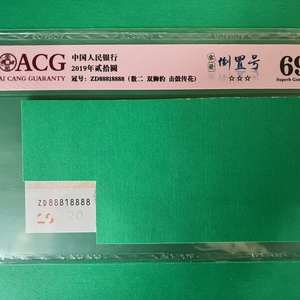 ACG
AI CANG GUARANTY
中国人民银行
2019年贰拾圆
冠号: ZD88818888 (数二 双狮豹 击鼓传花)
收藏
倒置号
☆☆☆
69
Superb Gem
ZD88818888
20